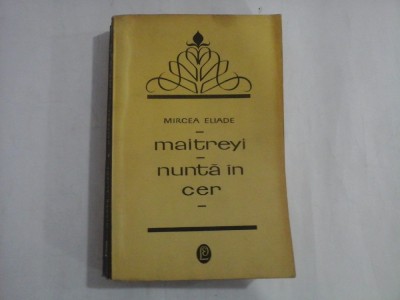 MIRCEA ELIADE
maitreyi
nuntă în
cer